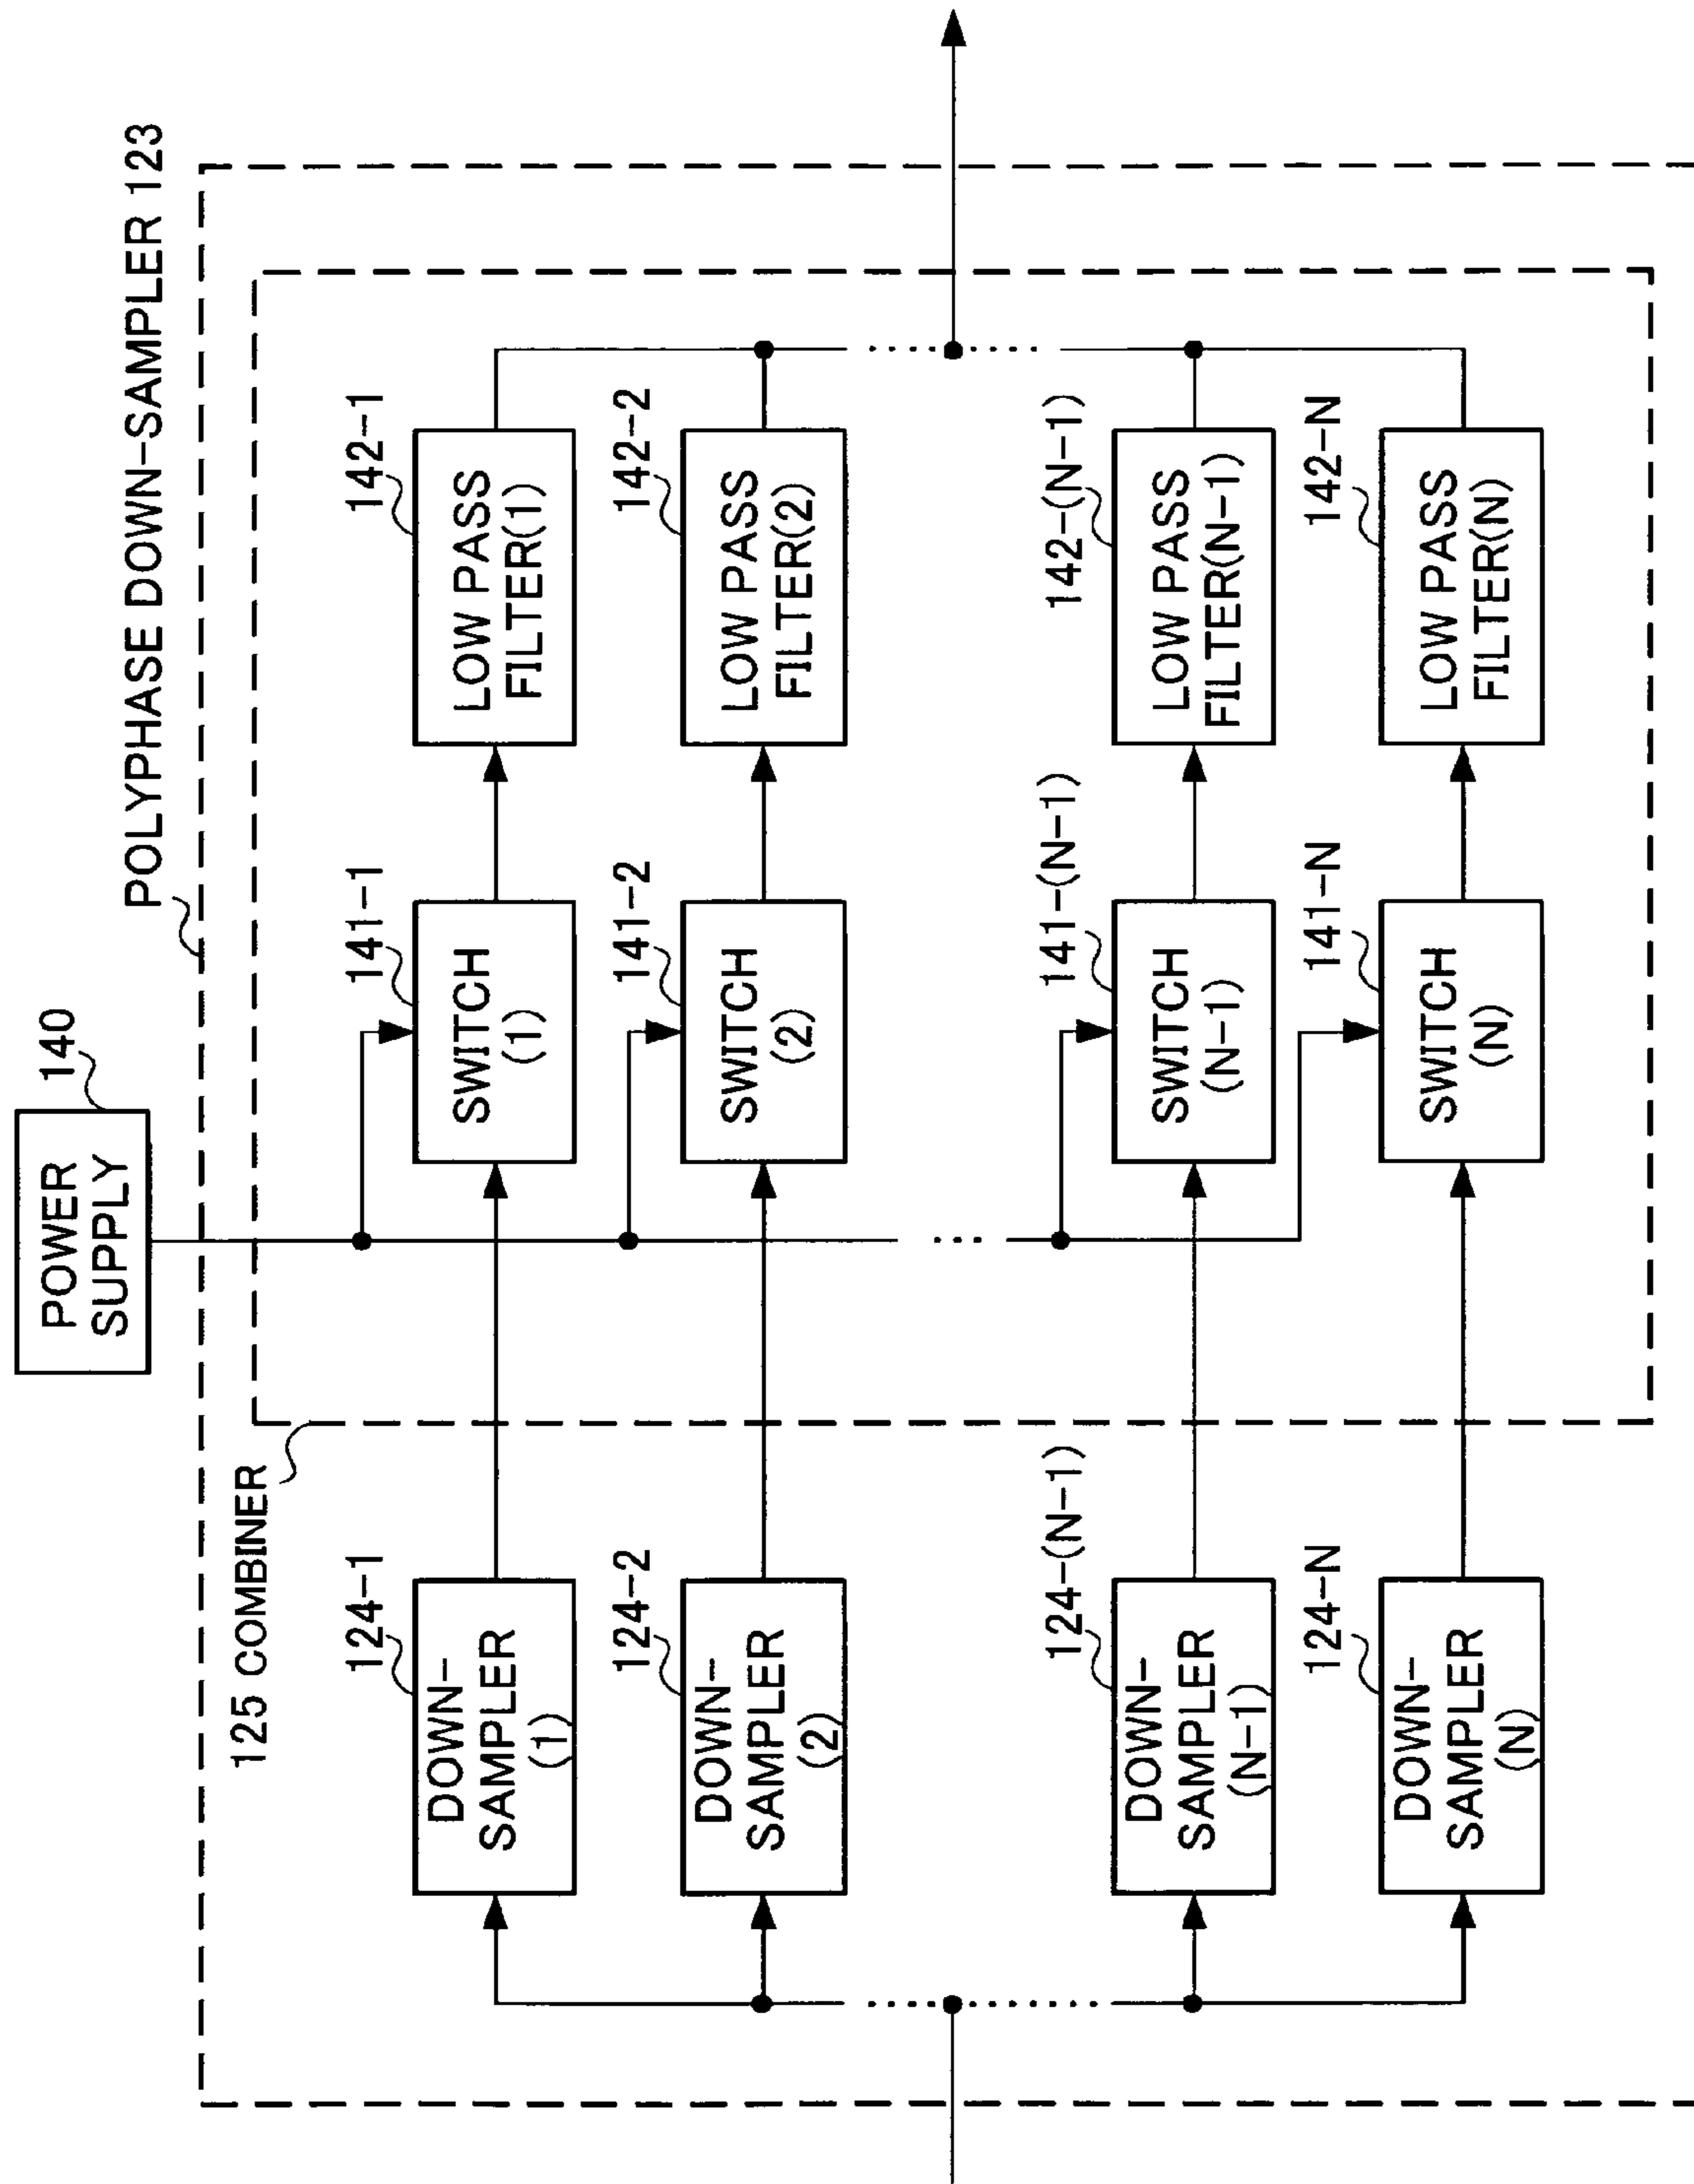 POWER
SUPPLY
140
POLYPHASE DOWN-SAMPLER 123
125 COMBINER
124-1
DOWN-
SAMPLER
(1)
141-1
SWITCH
(1)
142-1
LOW PASS
FILTER(1)
124-2
DOWN-
SAMPLER
(2)
141-2
SWITCH
(2)
142-2
LOW PASS
FILTER(2)
124-(N-1)
DOWN-
SAMPLER
(N-1)
141-(N-1)
SWITCH
(N-1)
142-(N-1)
LOW PASS
FILTER(N-1)
124-N
DOWN-
SAMPLER
(N)
141-N
SWITCH
(N)
142-N
LOW PASS
FILTER(N)